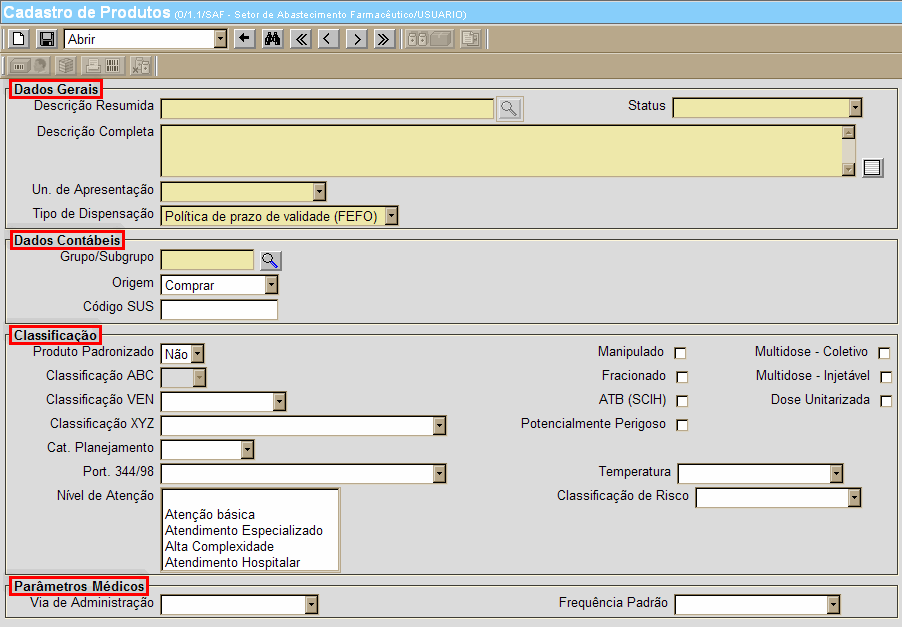 Cadastro de Produtos (0/1.1/SAF - Setor de Abastecimento Farmacêutico/USUARIO)
Abrir
Dados Gerais
Descrição Resumida Status
Descrição Completa
Un. de Apresentação
Tipo de Dispensação Política de prazo de validade (FEFO)
Dados Contábeis
Grupo/Subgrupo
Origem Comprar
Código SUS
Classificação
Produto Padronizado Não Manipulado Multidose - Coletivo
Classificação ABC Fracionado Multidose - Injetável
Classificação VEN ATB (SCIH) Dose Unitarizada
Classificação XYZ Potencialmente Perigoso
Cat. Planejamento
Port. 344/98 Temperatura
Nível de Atenção Classificação de Risco
Atenção básica
Atendimento Especializado
Alta Complexidade
Atendimento Hospitalar
Parâmetros Médicos
Via de Administração Frequência Padrão